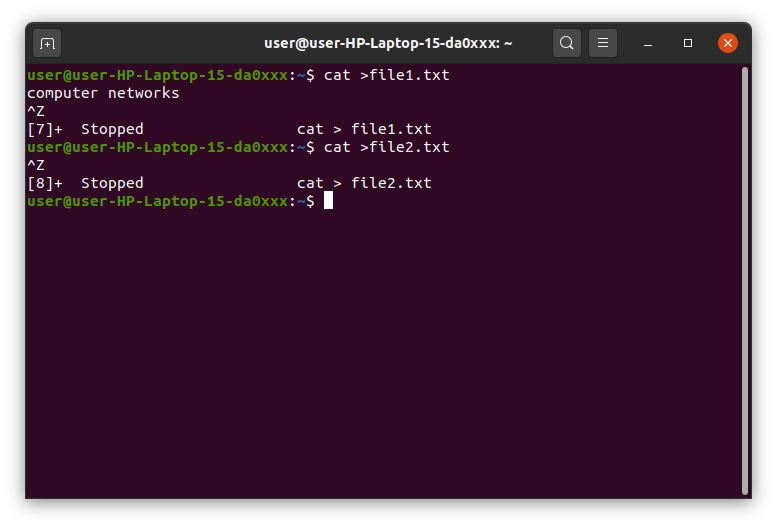 user@user-HP-Laptop-15-da0xxx: ~
user@user-HP-Laptop-15-da0xxx:~$ cat >file1.txt
computer networks
^Z
[7]+  Stopped                 cat > file1.txt
user@user-HP-Laptop-15-da0xxx:~$ cat >file2.txt
^Z
[8]+  Stopped                 cat > file2.txt
user@user-HP-Laptop-15-da0xxx:~$